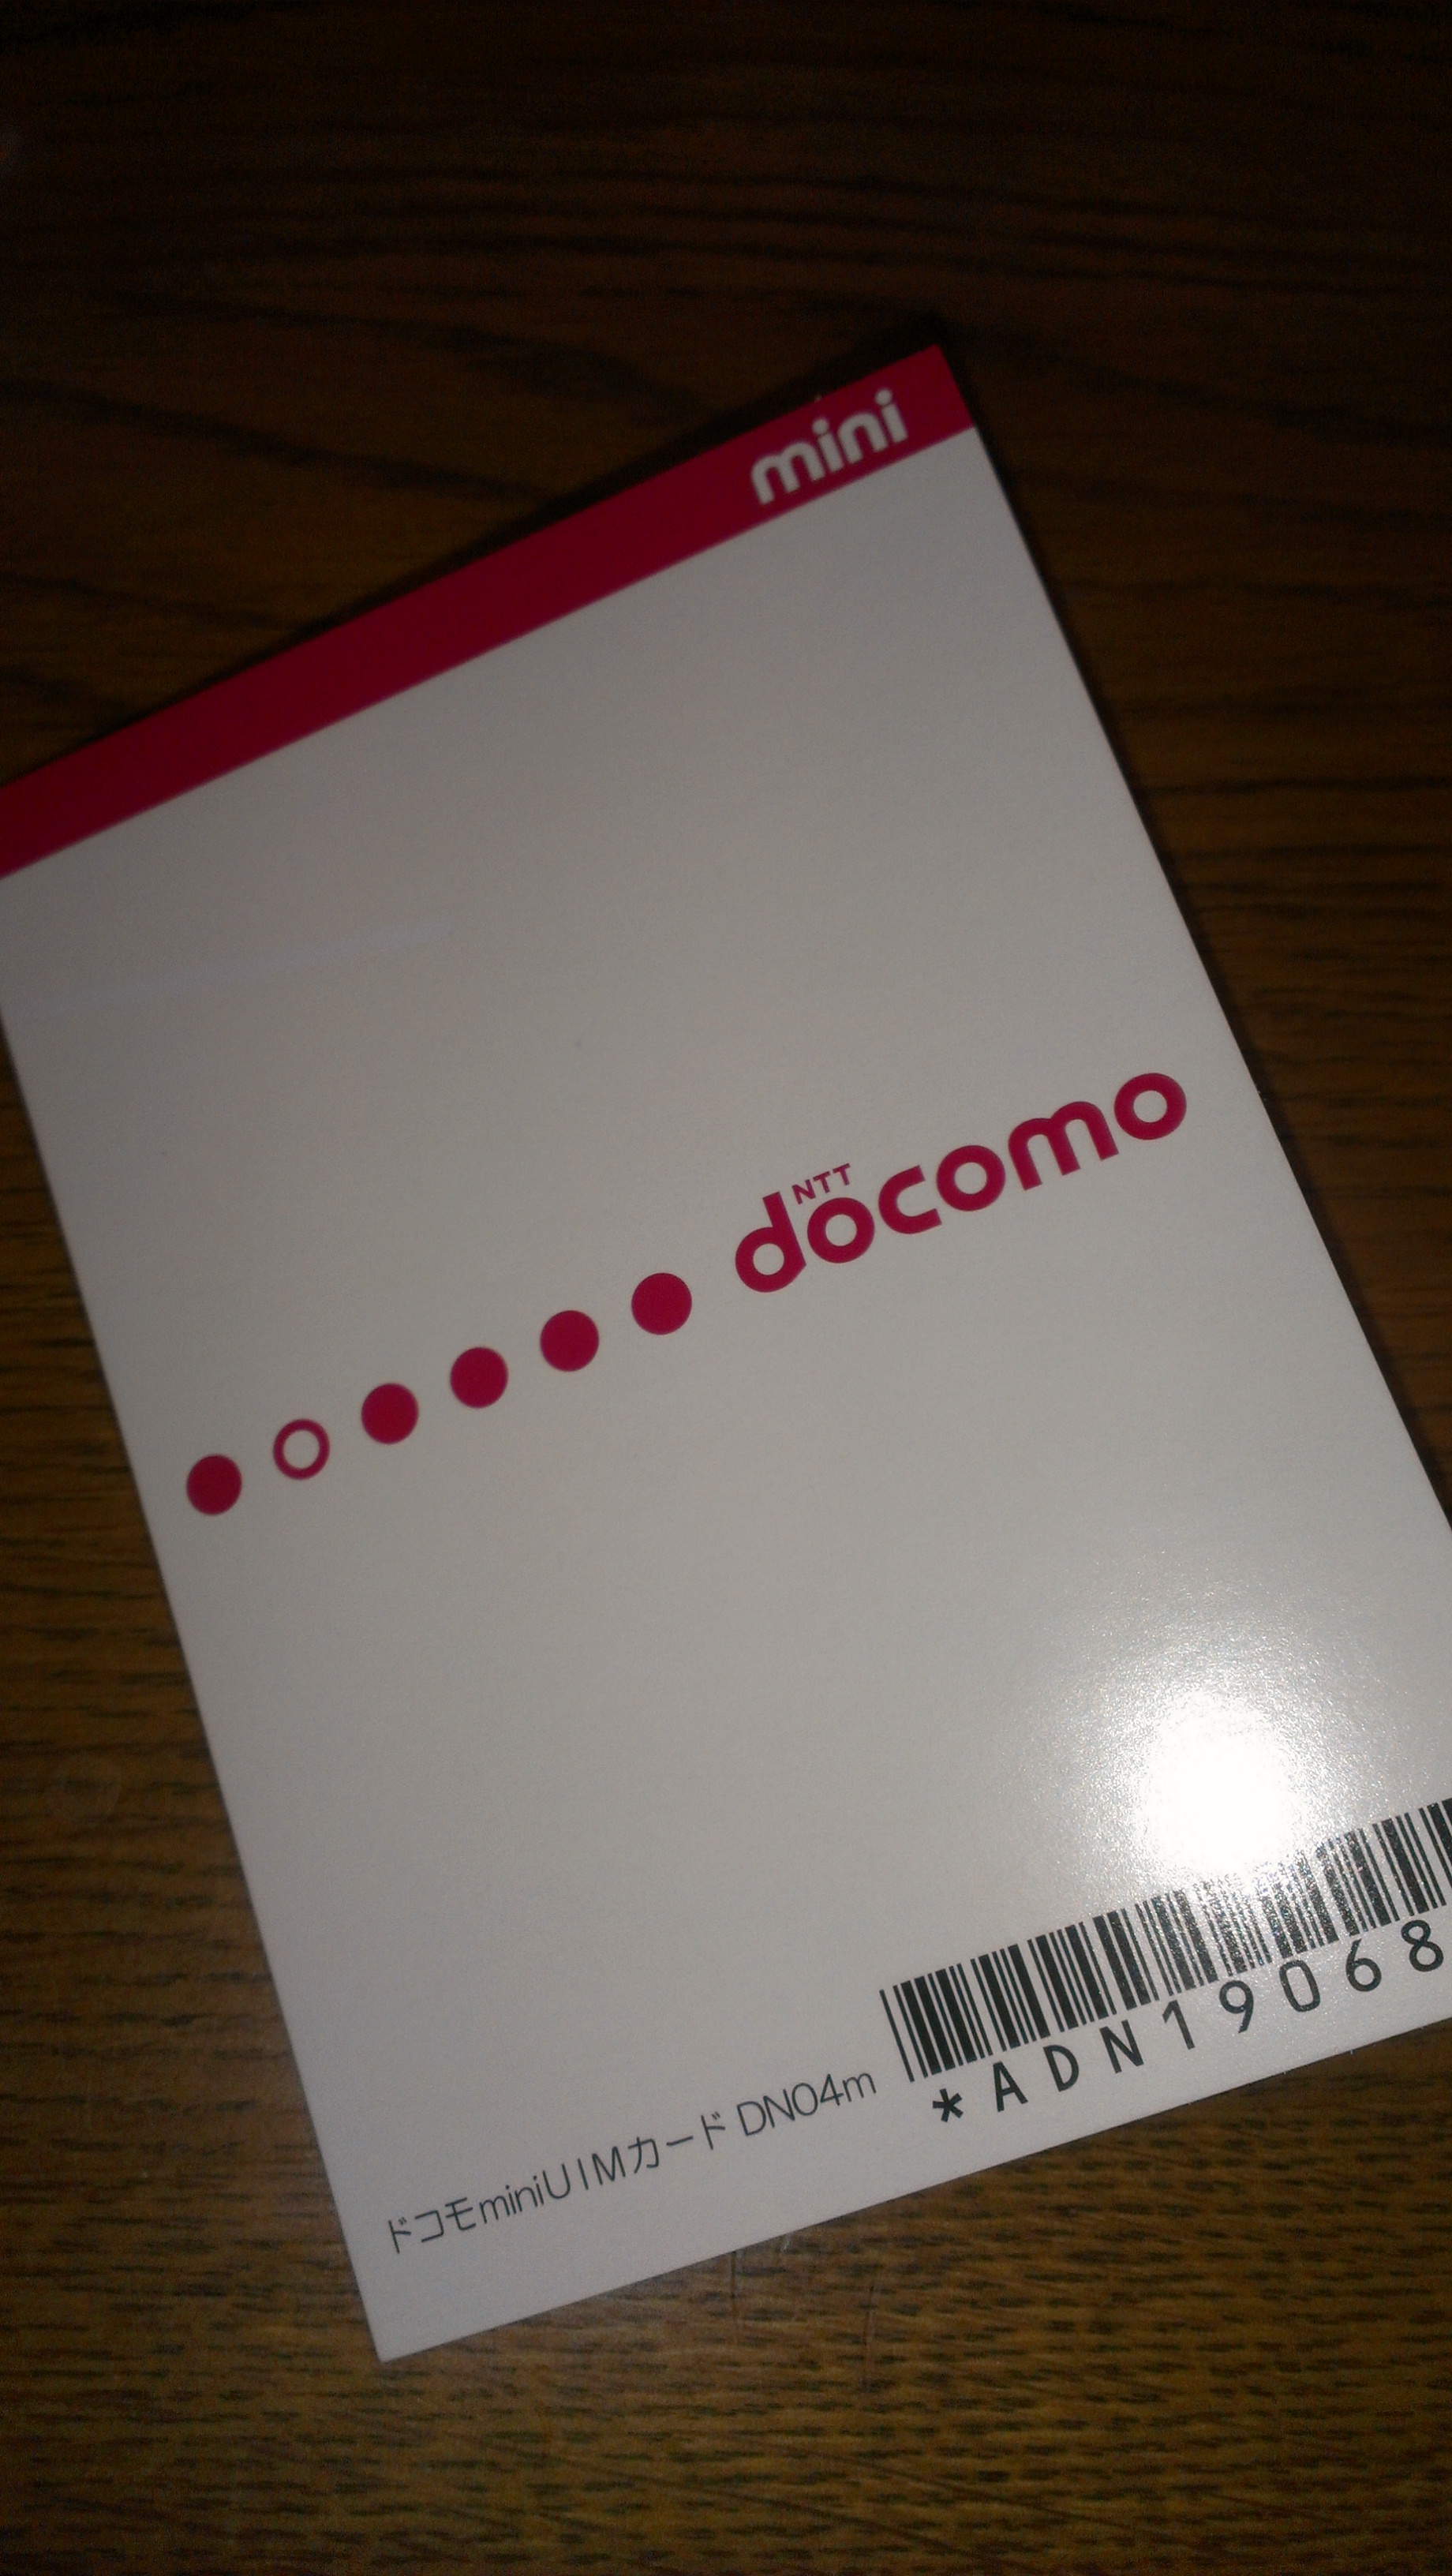 mini
NTT
docomo
*ADN19068
ドコモminiUIMカード DN04m